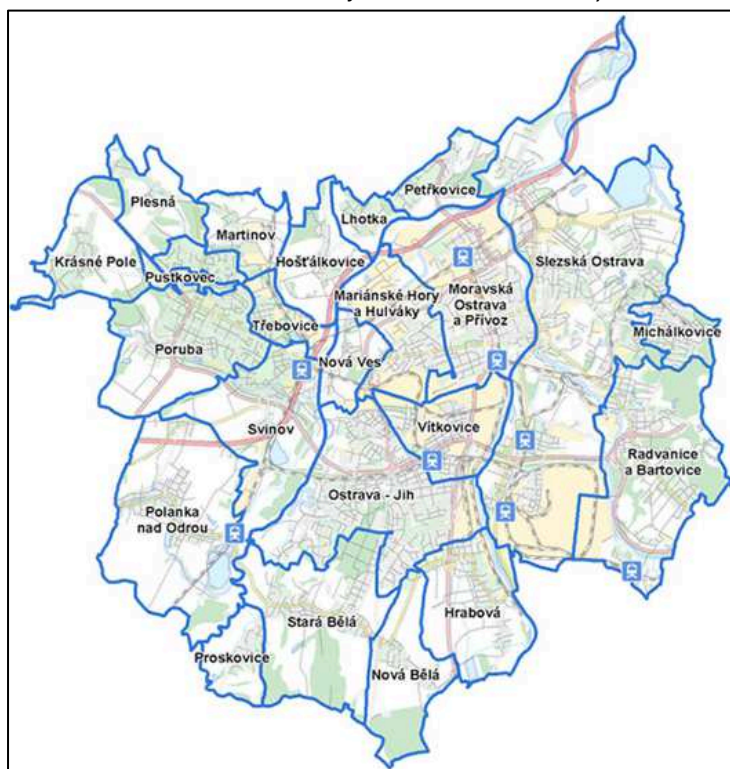 Petřkovice
Plesná
Lhotka
Martinov
Krásné Pole
Hošťálkovice
Slezská Ostrava
Pustkovec
Mariánské Hory
a Hulváky
Moravská
Ostrava
a Přívoz
Třebovice
Michálkovice
Poruba
Nová Ves
Svinov
Vítkovice
Radvanice
a Bartovice
Ostrava - Jih
Polanka
nad Odrou
Hrabová
Stará Bělá
Proskovice
Nová Bělá